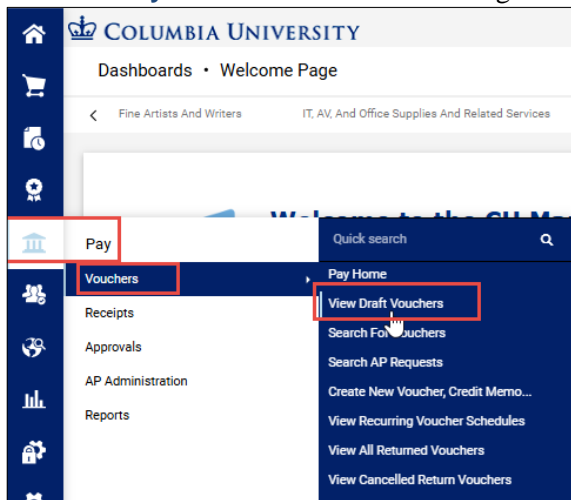 COLUMBIA UNIVERSITY
Dashboards • Welcome Page
Fine Artists And Writers
IT, AV, And Office Supplies And Related Services
Pay
Vouchers
Receipts
Approvals
AP Administration
Reports
Quick search
Pay Home
View Draft Vouchers
Search For Vouchers
Search AP Requests
Create New Voucher, Credit Memo...
View Recurring Voucher Schedules
View All Returned Vouchers
View Cancelled Return Vouchers